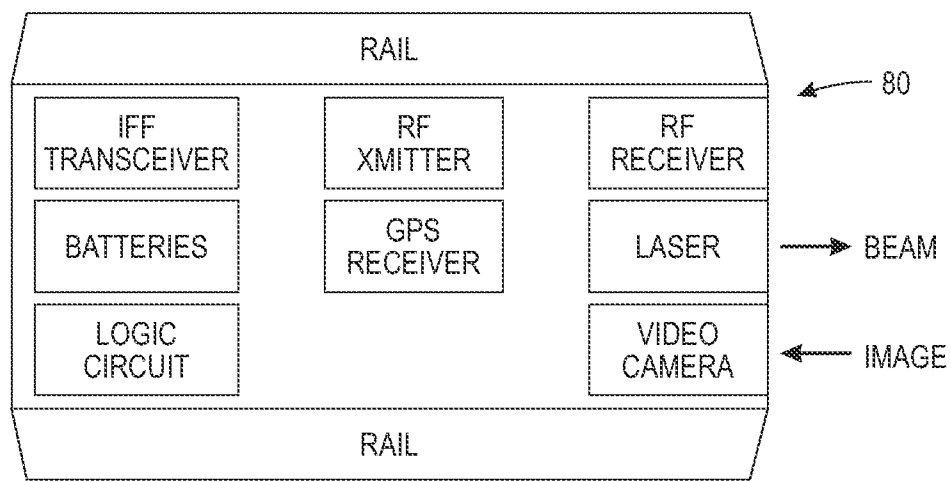 RAIL
80
IFF
TRANSCEIVER
RF
XMITTER
RF
RECEIVER
BATTERIES
GPS
RECEIVER
LASER
BEAM
LOGIC
CIRCUIT
VIDEO
CAMERA
IMAGE
RAIL